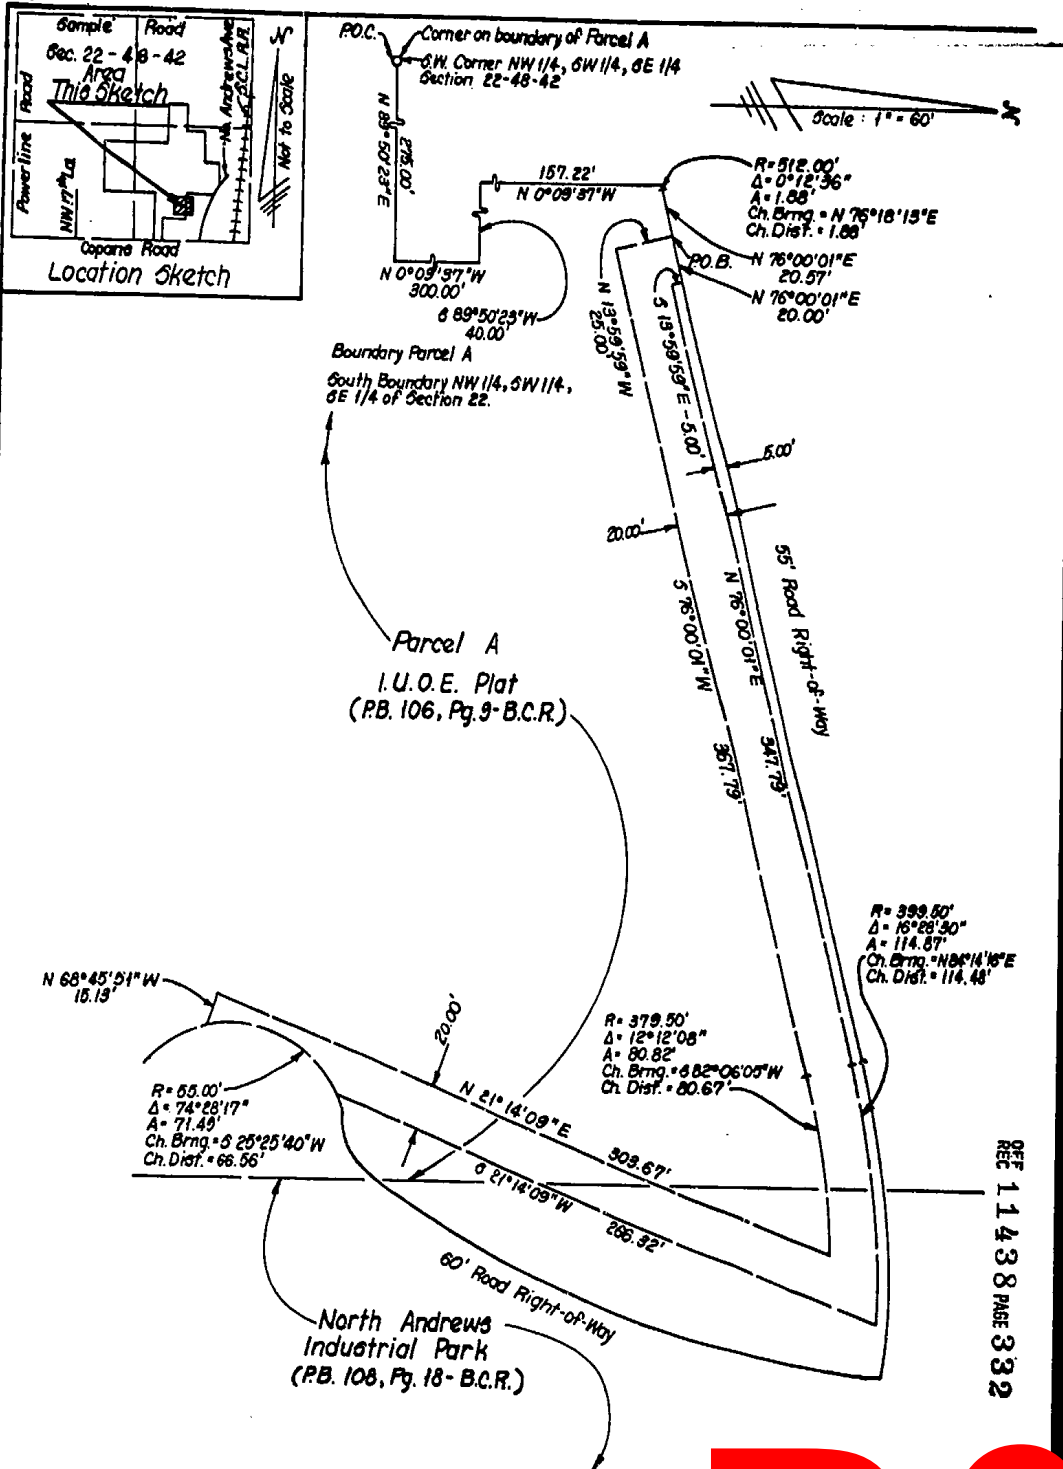 Sample Road
Sec. 22-48-42
Area
This Sketch
Powerline Road
NW 17th La
No. Andrews Ave
S.C.L. R.R.
Copans Road
Location Sketch
N
Not to Scale
P.O.C.
Corner on boundary of Parcel A
S.W. Corner NW 1/4, SW 1/4, SE 1/4
Section 22-48-42
N
Scale : 1" = 60'
N 89°50'23" E
275.00'
157.22'
N 0°09'37" W
N 0°09'37" W
300.00'
S 89°50'23" W
40.00'
R= 512.00'
Δ= 0°12'36"
A= 1.88'
Ch. Brng. = N 76°18'13" E
Ch. Dist. = 1.88'
P.O.B.
N 76°00'01" E
20.57'
N 76°00'01" E
20.00'
N 13°59'59" W
25.00'
S 13°59'59" E - 5.00'
Boundary Parcel A
South Boundary NW 1/4, SW 1/4,
SE 1/4 of Section 22.
5.00'
20.00'
55' Road Right-of-Way
S 76°00'01" W
367.79'
N 76°00'01" E
347.79'
Parcel A
I.U.O.E. Plat
(P.B. 106, Pg. 9-B.C.R.)
R= 399.50'
Δ= 16°28'30"
A= 114.87'
Ch. Brng. = N84°14'16" E
Ch. Dist. = 114.48'
N 68°45'51" W
15.13'
20.00'
R= 379.50'
Δ= 12°12'08"
A= 80.82'
Ch. Brng. = S 82°06'05" W
Ch. Dist. = 80.67'
R= 55.00'
Δ= 74°28'17"
A= 71.49'
Ch. Brng. = S 25°25'40" W
Ch. Dist. = 66.56'
N 21°14'09" E
303.67'
S 21°14'09" W
266.32'
60' Road Right-of-Way
North Andrews
Industrial Park
(P.B. 108, Pg. 18- B.C.R.)
REC 11438 PAGE 332